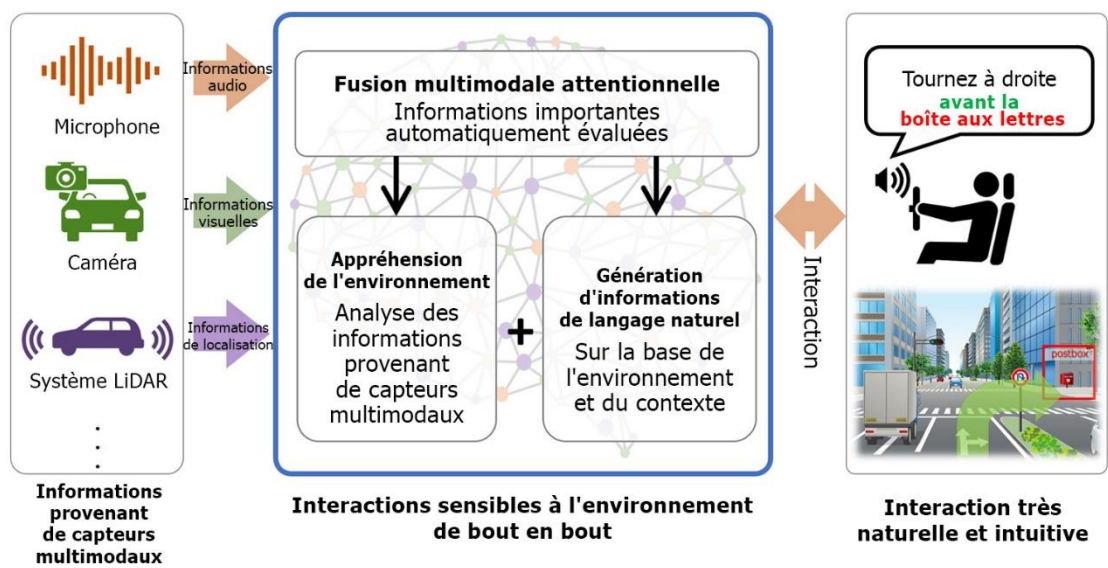 Informations
audio
Microphone
Informations
visuelles
Caméra
Informations
de localisation
Système LiDAR
.
.
.
Informations
provenant
de capteurs
multimodaux
Fusion multimodale attentionnelle
Informations importantes
automatiquement évaluées
Appréhension
de l'environnement
Analyse des
informations
provenant
de capteurs
multimodaux
+
Génération
d'informations
de langage naturel
Sur la base de
l'environnement
et du contexte
Interactions sensibles à l'environnement
de bout en bout
Interaction
Tournez à droite
avant la
boîte aux lettres
postbox
Interaction très
naturelle et intuitive